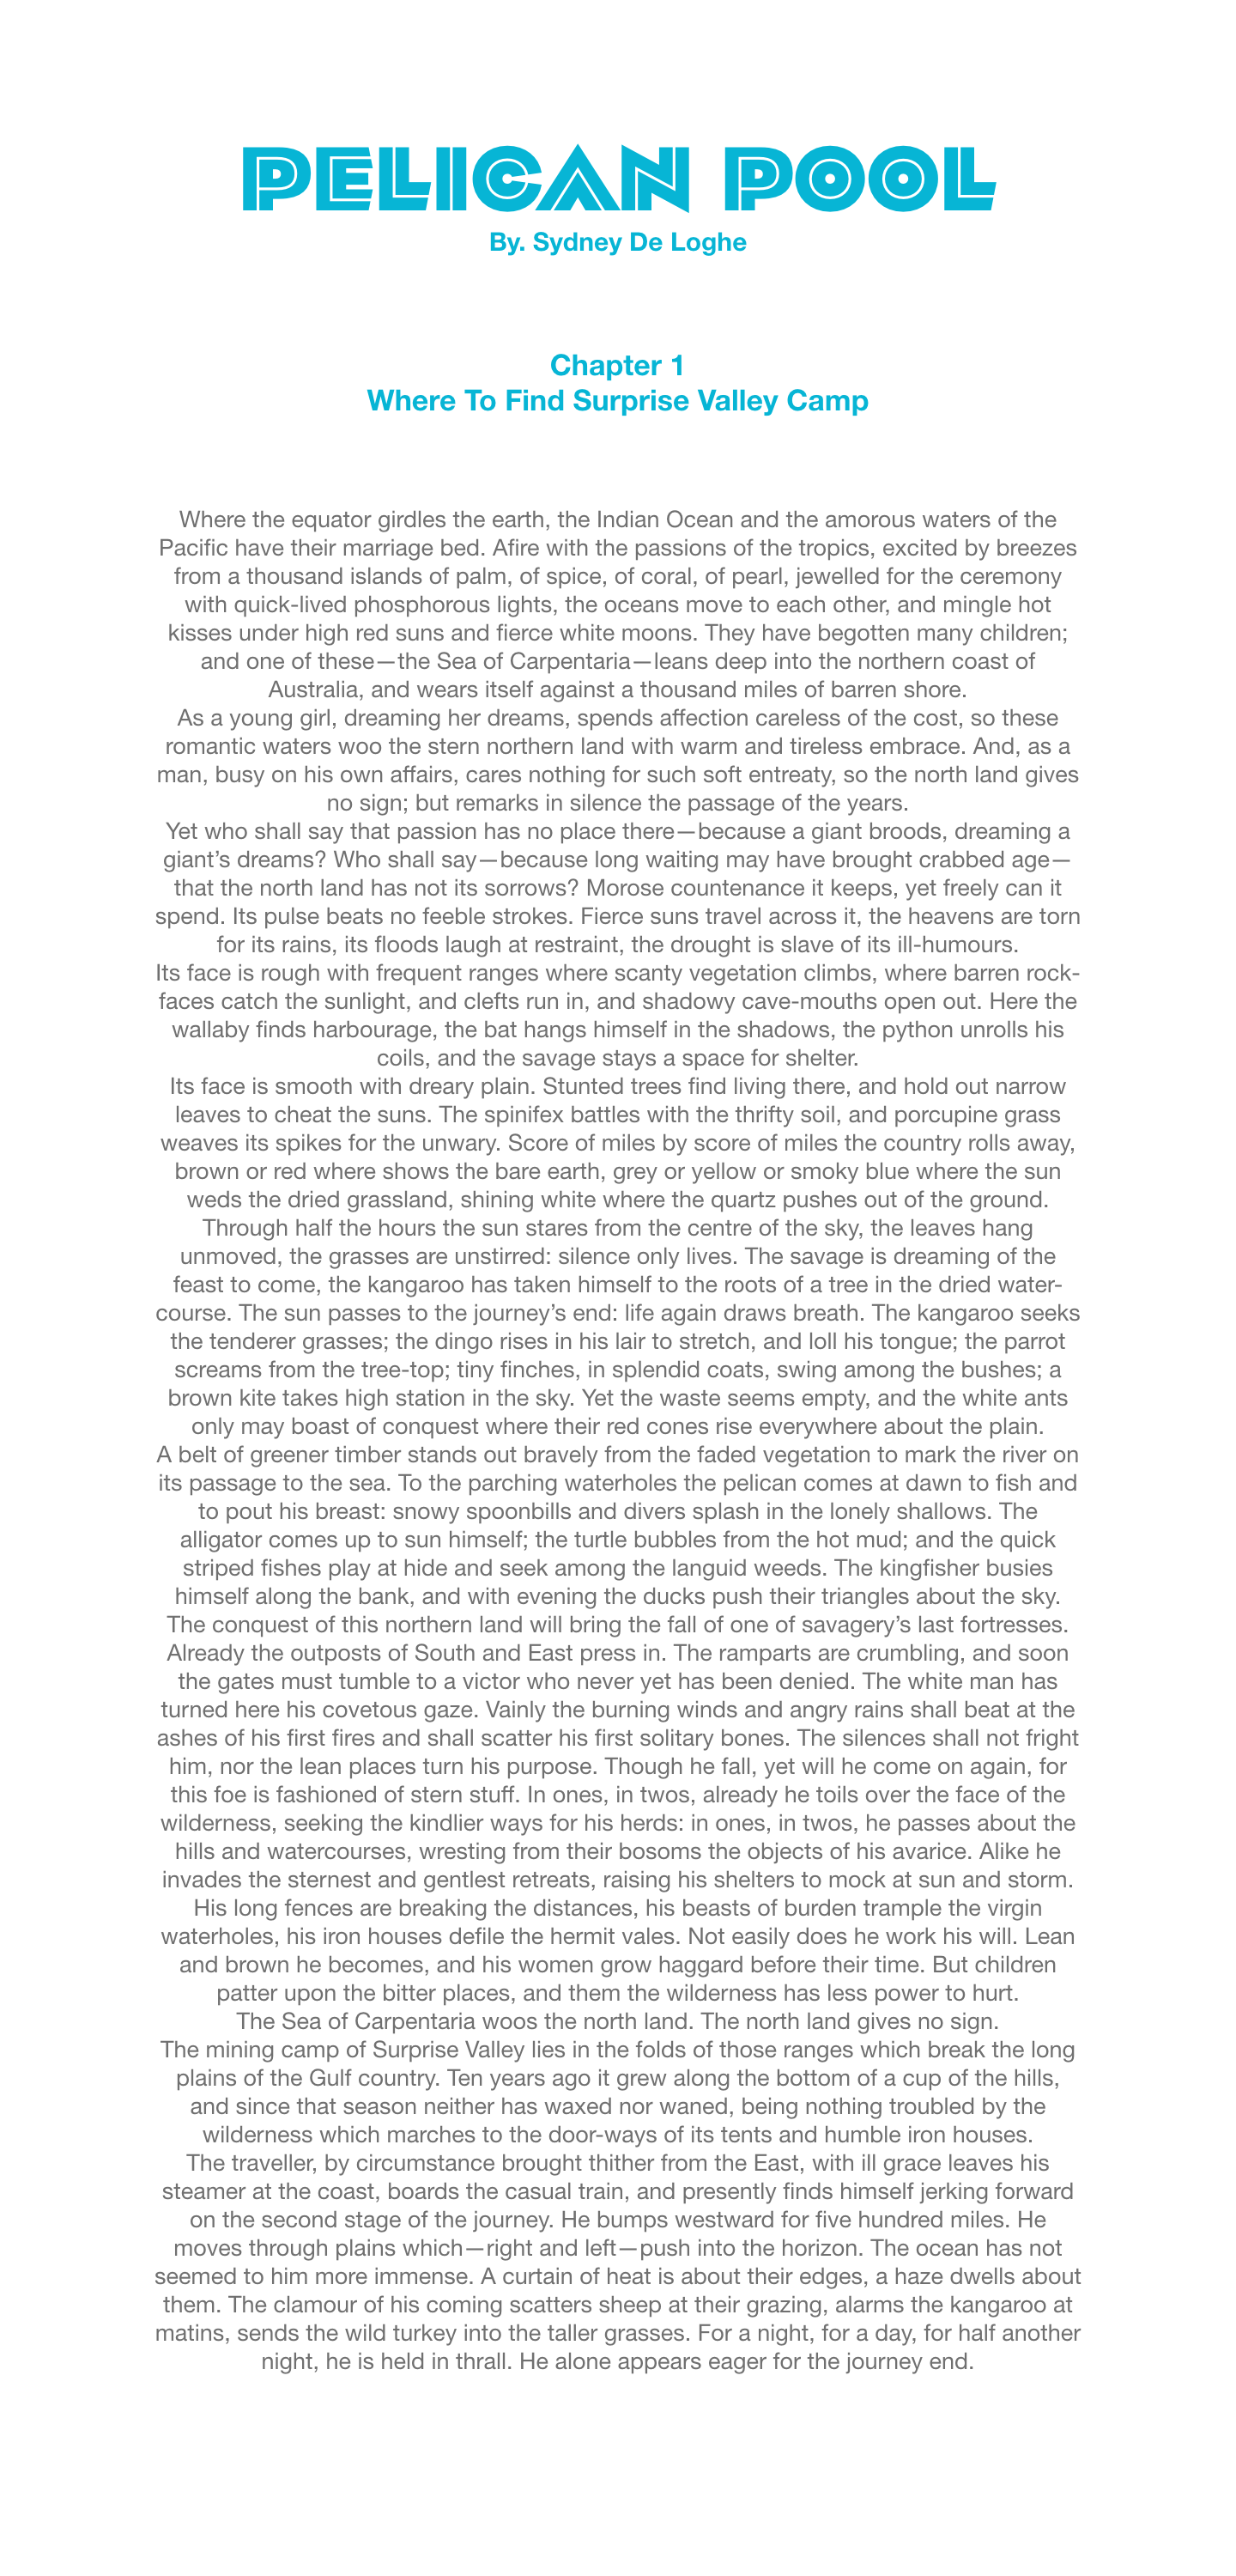 PELICAN POOL
By. Sydney De Loghe
Chapter 1
Where To Find Surprise Valley Camp
Where the equator girdles the earth, the Indian Ocean and the amorous waters of the
Pacific have their marriage bed. Afire with the passions of the tropics, excited by breezes
from a thousand islands of palm, of spice, of coral, of pearl, jewelled for the ceremony
with quick-lived phosphorous lights, the oceans move to each other, and mingle hot
kisses under high red suns and fierce white moons. They have begotten many children;
and one of these—the Sea of Carpentaria—leans deep into the northern coast of
Australia, and wears itself against a thousand miles of barren shore.
As a young girl, dreaming her dreams, spends affection careless of the cost, so these
romantic waters woo the stern northern land with warm and tireless embrace. And, as a
man, busy on his own affairs, cares nothing for such soft entreaty, so the north land gives
no sign; but remarks in silence the passage of the years.
Yet who shall say that passion has no place there—because a giant broods, dreaming a
giant’s dreams? Who shall say—because long waiting may have brought crabbed age—
that the north land has not its sorrows? Morose countenance it keeps, yet freely can it
spend. Its pulse beats no feeble strokes. Fierce suns travel across it, the heavens are torn
for its rains, its floods laugh at restraint, the drought is slave of its ill-humours.
Its face is rough with frequent ranges where scanty vegetation climbs, where barren rock-
faces catch the sunlight, and clefts run in, and shadowy cave-mouths open out. Here the
wallaby finds harbourage, the bat hangs himself in the shadows, the python unrolls his
coils, and the savage stays a space for shelter.
Its face is smooth with dreary plain. Stunted trees find living there, and hold out narrow
leaves to cheat the suns. The spinifex battles with the thrifty soil, and porcupine grass
weaves its spikes for the unwary. Score of miles by score of miles the country rolls away,
brown or red where shows the bare earth, grey or yellow or smoky blue where the sun
weds the dried grassland, shining white where the quartz pushes out of the ground.
Through half the hours the sun stares from the centre of the sky, the leaves hang
unmoved, the grasses are unstirred: silence only lives. The savage is dreaming of the
feast to come, the kangaroo has taken himself to the roots of a tree in the dried water-
course. The sun passes to the journey’s end: life again draws breath. The kangaroo seeks
the tenderer grasses; the dingo rises in his lair to stretch, and loll his tongue; the parrot
screams from the tree-top; tiny finches, in splendid coats, swing among the bushes; a
brown kite takes high station in the sky. Yet the waste seems empty, and the white ants
only may boast of conquest where their red cones rise everywhere about the plain.
A belt of greener timber stands out bravely from the faded vegetation to mark the river on
its passage to the sea. To the parching waterholes the pelican comes at dawn to fish and
to pout his breast: snowy spoonbills and divers splash in the lonely shallows. The
alligator comes up to sun himself; the turtle bubbles from the hot mud; and the quick
striped fishes play at hide and seek among the languid weeds. The kingfisher busies
himself along the bank, and with evening the ducks push their triangles about the sky.
The conquest of this northern land will bring the fall of one of savagery’s last fortresses.
Already the outposts of South and East press in. The ramparts are crumbling, and soon
the gates must tumble to a victor who never yet has been denied. The white man has
turned here his covetous gaze. Vainly the burning winds and angry rains shall beat at the
ashes of his first fires and shall scatter his first solitary bones. The silences shall not fright
him, nor the lean places turn his purpose. Though he fall, yet will he come on again, for
this foe is fashioned of stern stuff. In ones, in twos, already he toils over the face of the
wilderness, seeking the kindlier ways for his herds: in ones, in twos, he passes about the
hills and watercourses, wresting from their bosoms the objects of his avarice. Alike he
invades the sternest and gentlest retreats, raising his shelters to mock at sun and storm.
His long fences are breaking the distances, his beasts of burden trample the virgin
waterholes, his iron houses defile the hermit vales. Not easily does he work his will. Lean
and brown he becomes, and his women grow haggard before their time. But children
patter upon the bitter places, and them the wilderness has less power to hurt.
The Sea of Carpentaria woos the north land. The north land gives no sign.
The mining camp of Surprise Valley lies in the folds of those ranges which break the long
plains of the Gulf country. Ten years ago it grew along the bottom of a cup of the hills,
and since that season neither has waxed nor waned, being nothing troubled by the
wilderness which marches to the door-ways of its tents and humble iron houses.
The traveller, by circumstance brought thither from the East, with ill grace leaves his
steamer at the coast, boards the casual train, and presently finds himself jerking forward
on the second stage of the journey. He bumps westward for five hundred miles. He
moves through plains which—right and left—push into the horizon. The ocean has not
seemed to him more immense. A curtain of heat is about their edges, a haze dwells about
them. The clamour of his coming scatters sheep at their grazing, alarms the kangaroo at
matins, sends the wild turkey into the taller grasses. For a night, for a day, for half another
night, he is held in thrall. He alone appears eager for the journey end.